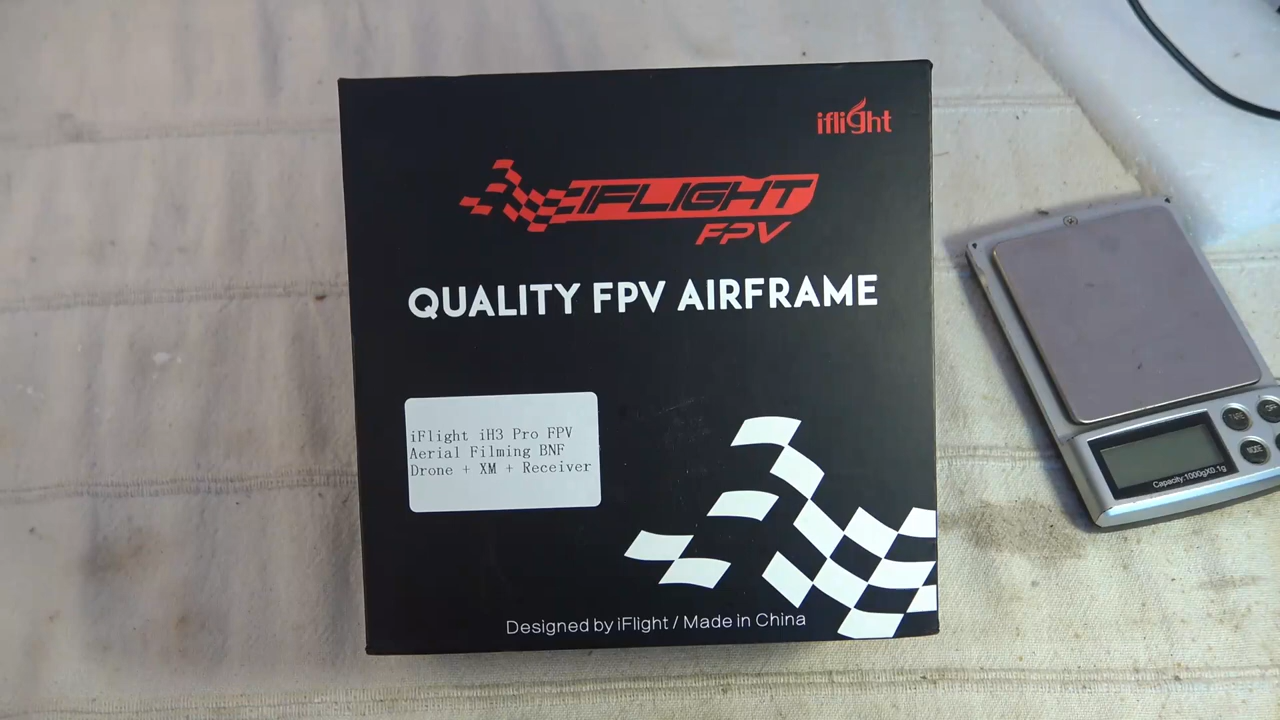 iflight
IFLIGHT
FPV
QUALITY FPV AIRFRAME
iFlight iH3 Pro FPV
Aerial Filming BNF
Drone + XM + Receiver
Designed by iFlight / Made in China
Capacity:1000gX0.1g
MODE